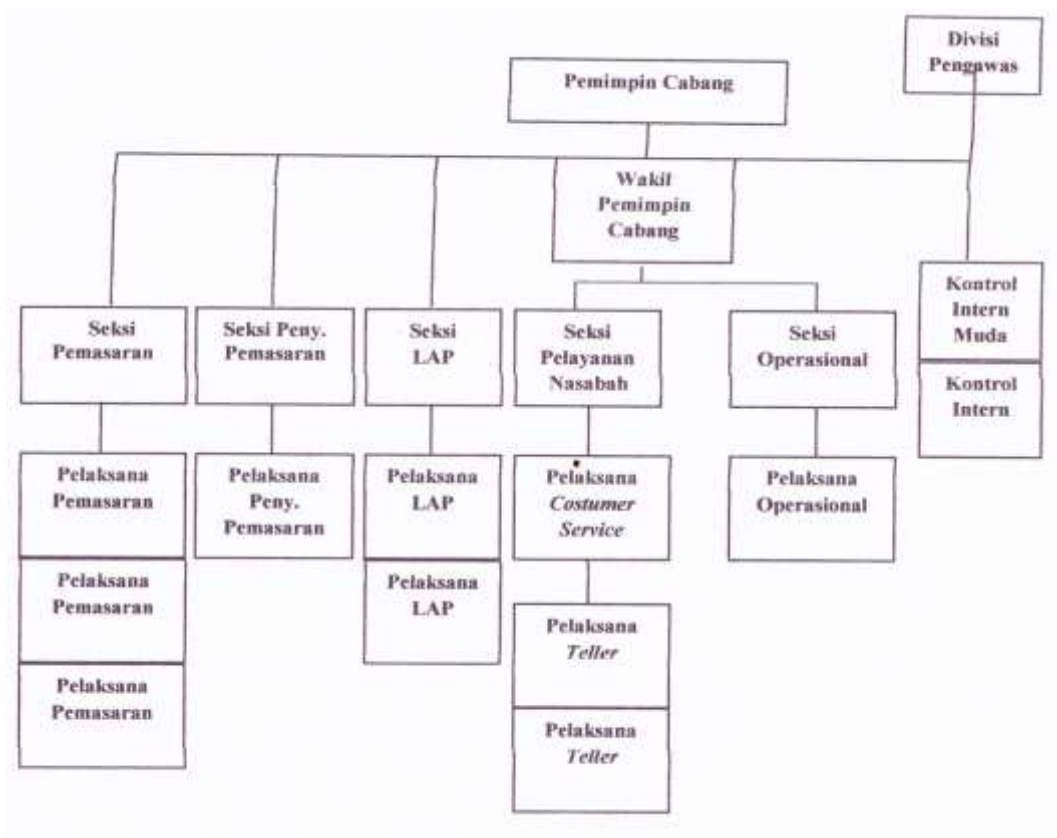 Divisi
Pengawas
Pemimpin Cabang
Wakil
Pemimpin
Cabang
Kontrol
Intern
Muda
Kontrol
Intern
Seksi
Pemasaran
Seksi Peny.
Pemasaran
Seksi
LAP
Seksi
Pelayanan
Nasabah
Seksi
Operasional
Pelaksana
Pemasaran
Pelaksana
Peny.
Pemasaran
Pelaksana
LAP
Pelaksana
Costumer
Service
Pelaksana
Operasional
Pelaksana
Pemasaran
Pelaksana
LAP
Pelaksana
Teller
Pelaksana
Pemasaran
Pelaksana
Teller